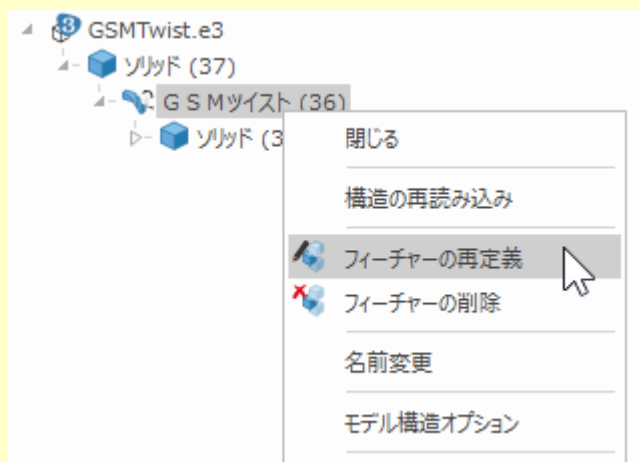 GSMTwist.e3
ソリッド (37)
ＧＳＭツイスト (36)
ソリッド (3
閉じる
構造の再読み込み
フィーチャーの再定義
フィーチャーの削除
名前変更
モデル構造オプション